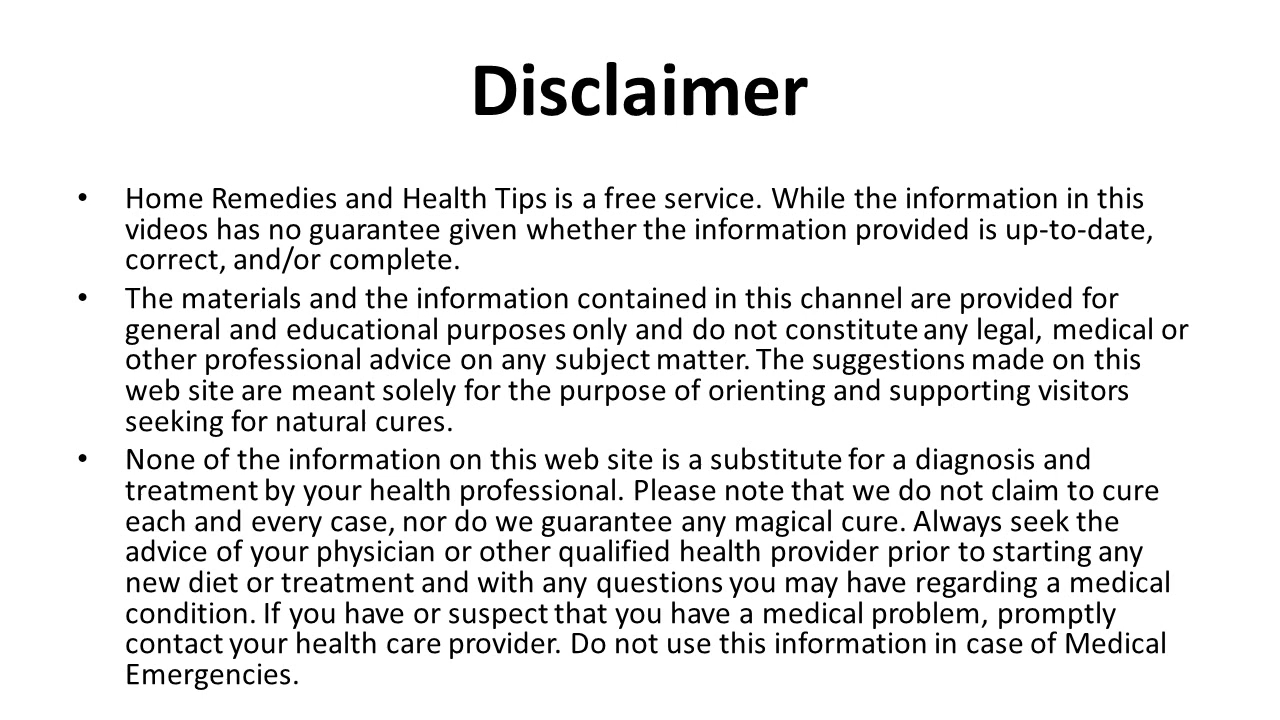 Disclaimer
• Home Remedies and Health Tips is a free service. While the information in this
videos has no guarantee given whether the information provided is up-to-date,
correct, and/or complete.
• The materials and the information contained in this channel are provided for
general and educational purposes only and do not constitute any legal, medical or
other professional advice on any subject matter. The suggestions made on this
web site are meant solely for the purpose of orienting and supporting visitors
seeking for natural cures.
• None of the information on this web site is a substitute for a diagnosis and
treatment by your health professional. Please note that we do not claim to cure
each and every case, nor do we guarantee any magical cure. Always seek the
advice of your physician or other qualified health provider prior to starting any
new diet or treatment and with any questions you may have regarding a medical
condition. If you have or suspect that you have a medical problem, promptly
contact your health care provider. Do not use this information in case of Medical
Emergencies.